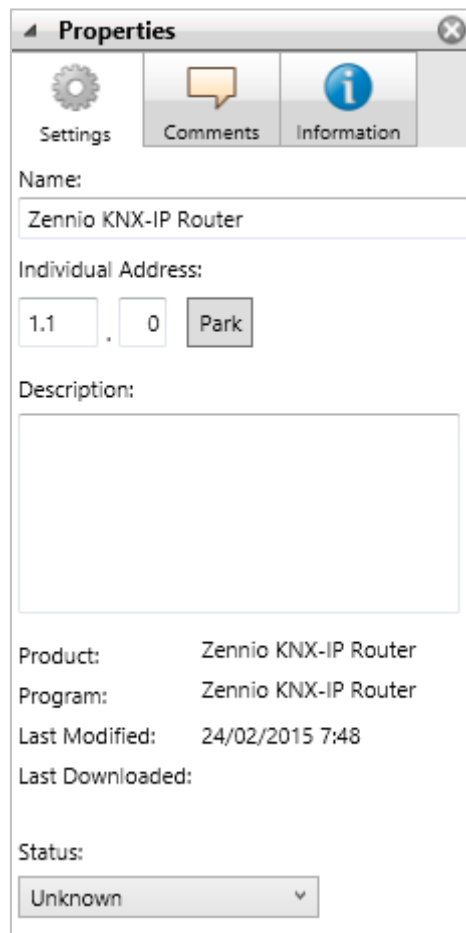 Properties
Settings
Comments
Information
Name:
Zennio KNX-IP Router
Individual Address:
1.1 . 0 Park
Description:
Product: Zennio KNX-IP Router
Program: Zennio KNX-IP Router
Last Modified: 24/02/2015 7:48
Last Downloaded:
Status:
Unknown